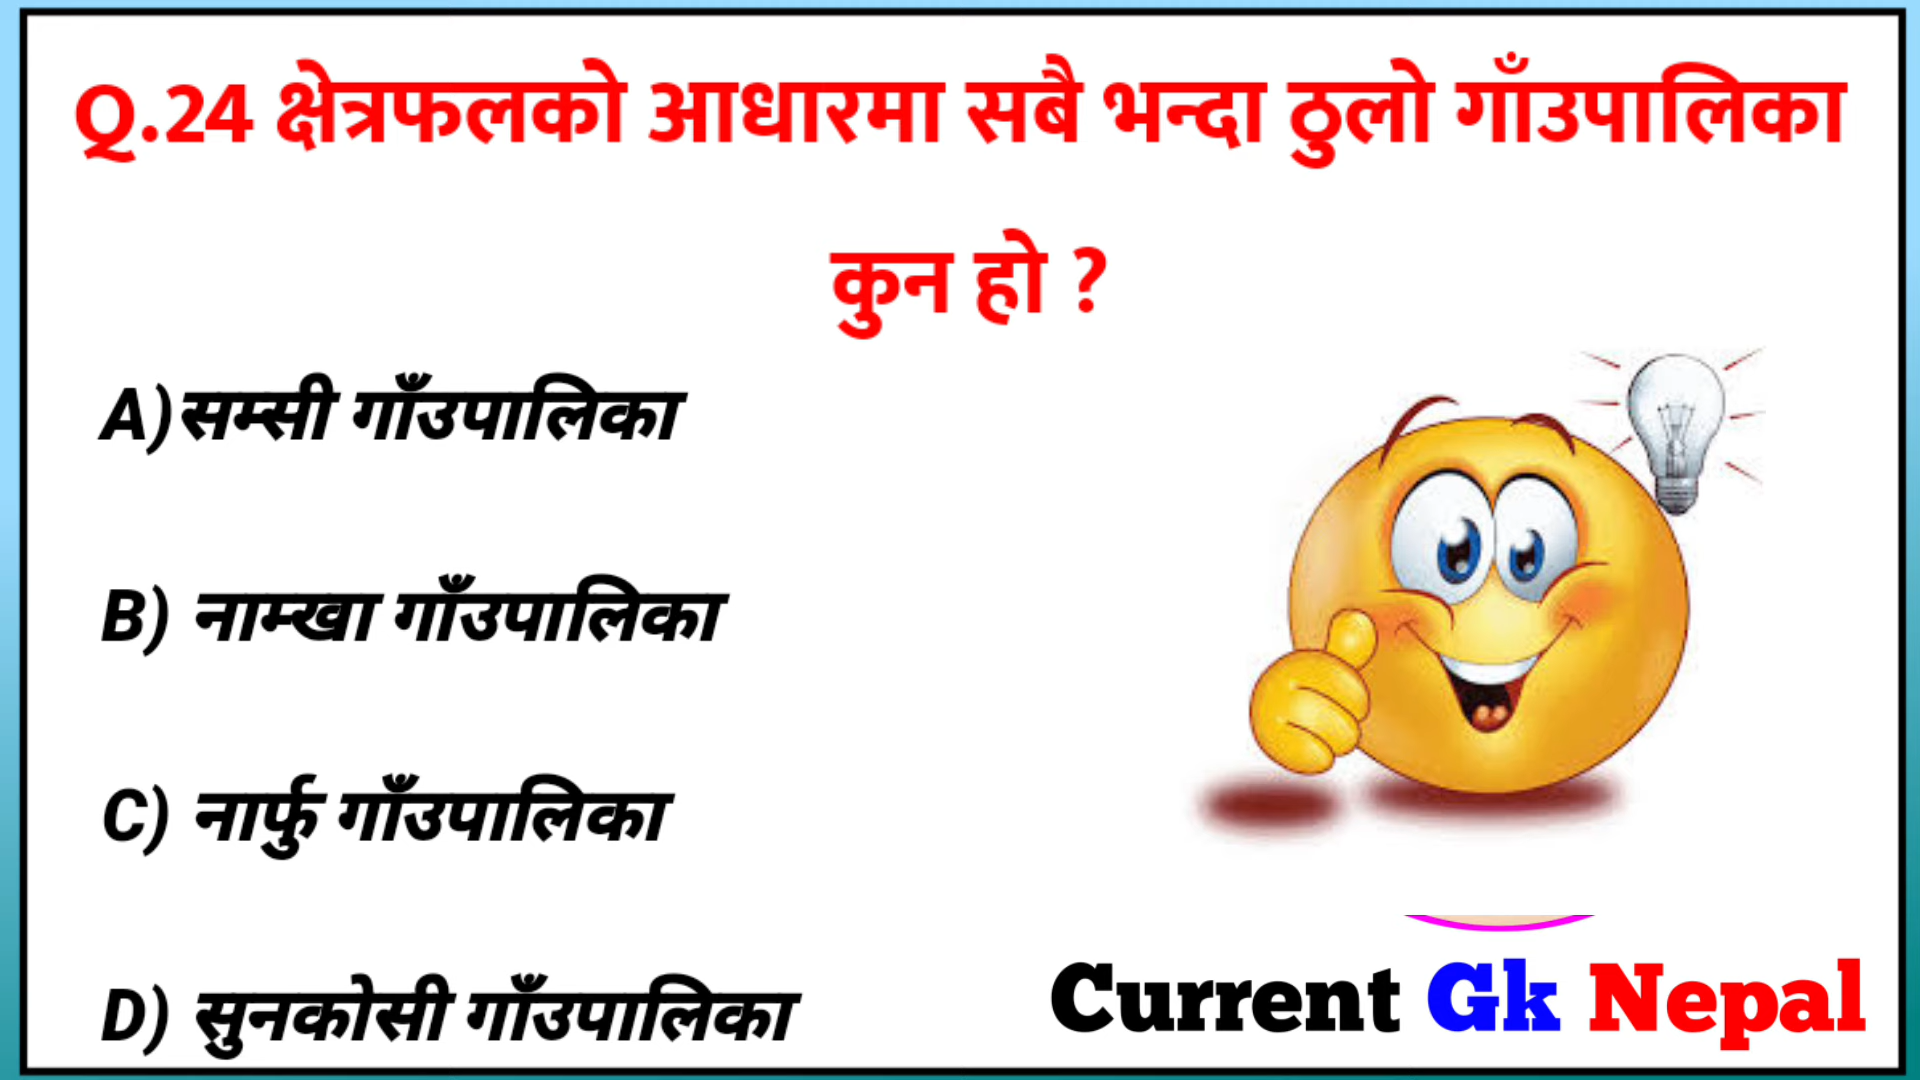 Q.24 क्षेत्रफलको आधारमा सबै भन्दा ठुलो गाँउपालिका
कुन हो ?
A)सम्सी गाँउपालिका
B) नाम्खा गाँउपालिका
C) नार्फु गाँउपालिका
D) सुनकोसी गाँउपालिका
Current Gk Nepal